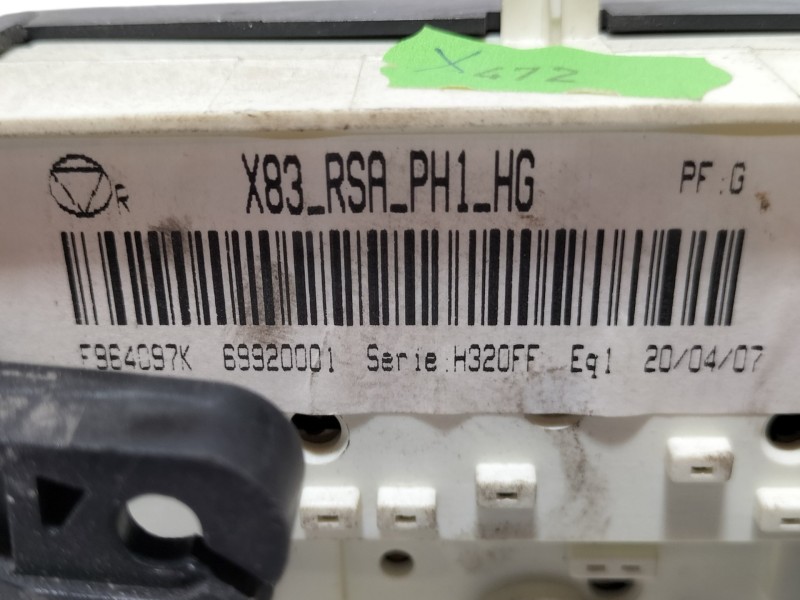 X472
X83_RSA_PH1_HG
PF:G
R
F964097K 69920001 Serie:H320FF Eq1 20/04/07